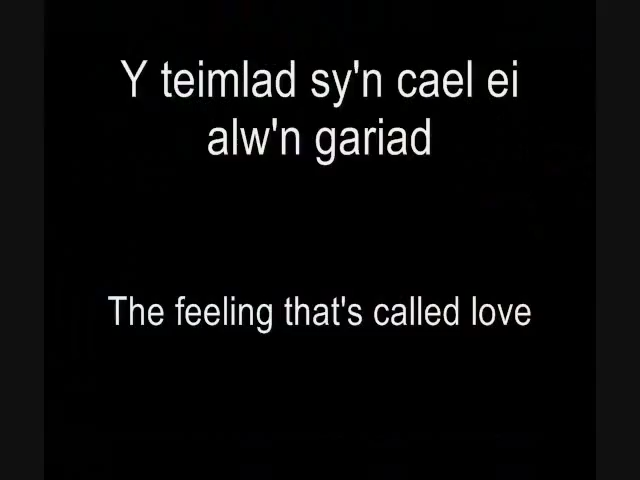 Y teimlad sy'n cael ei
alw'n gariad
The feeling that's called love